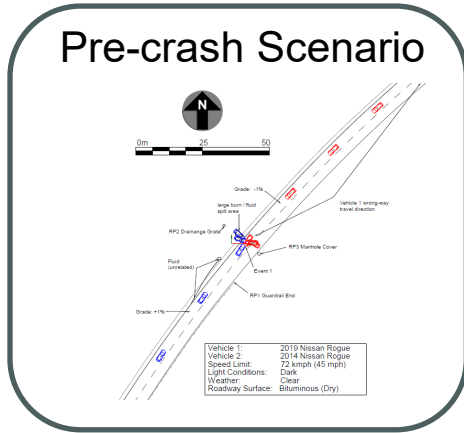 Pre-crash Scenario
N
0m 25 50
Grade: -1%
large burn / fluid
spill area
Vehicle 1 wrong-way
travel direction
RP2 Drainange Grate
RP3 Manhole Cover
Fluid
(unrelated)
Event 1
RP1 Guardrail End
Grade: +1%
Vehicle 1: 2019 Nissan Rogue
Vehicle 2: 2014 Nissan Rogue
Speed Limit: 72 kmph (45 mph)
Light Conditions: Dark
Weather: Clear
Roadway Surface: Bituminous (Dry)